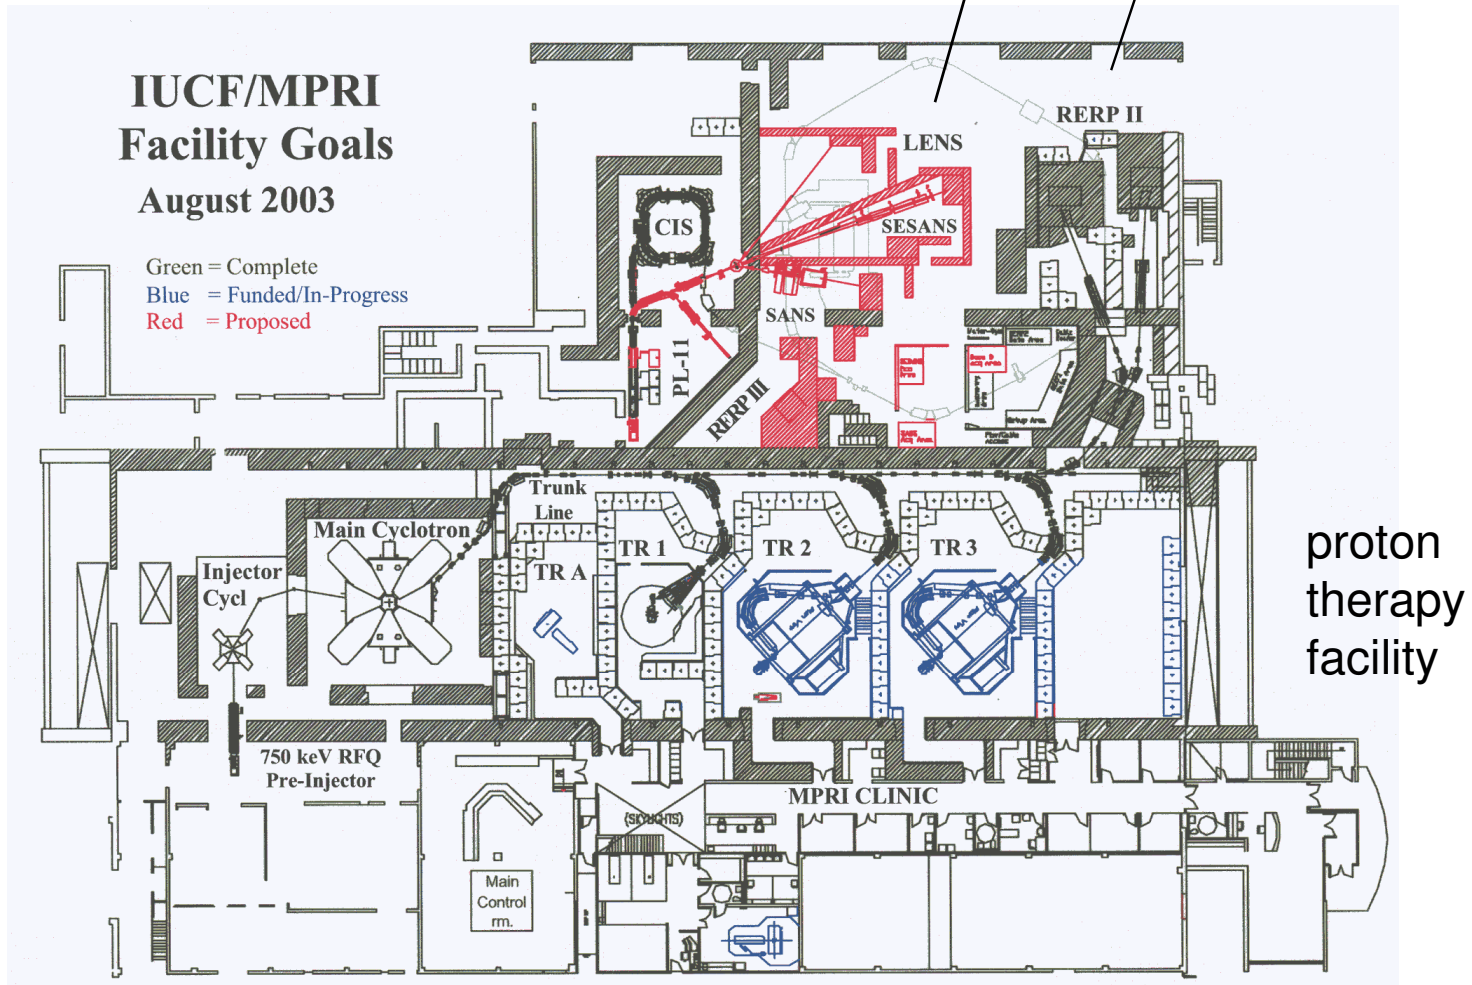 IUCF/MPRI
Facility Goals
August 2003
Green = Complete
Blue = Funded/In-Progress
Red = Proposed
RERP II
LENS
CIS
SESANS
SANS
PL-11
RERP III
Trunk
Line
Main Cyclotron
Injector
Cycl
TR A
TR 1
TR 2
TR 3
proton
therapy
facility
750 keV RFQ
Pre-Injector
MPRI CLINIC
(SKYLIGHTS)
Main
Control
rm.